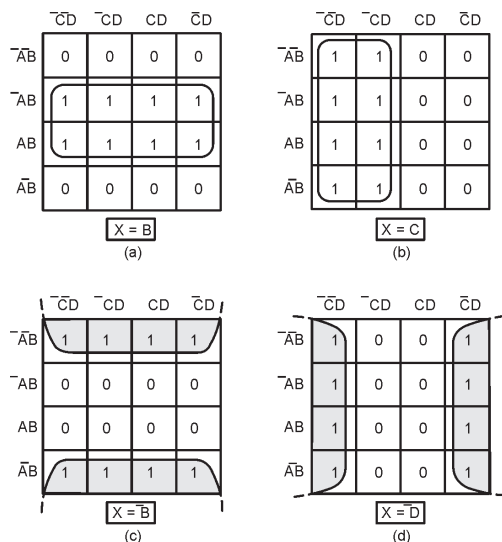 ¯C̄D ¯CD CD C̄D
¯ĀB 0 0 0 0
¯AB 1 1 1 1
AB 1 1 1 1
ĀB 0 0 0 0
X = B
(a)
¯C̄D ¯CD CD C̄D
¯ĀB 1 1 0 0
¯AB 1 1 0 0
AB 1 1 0 0
ĀB 1 1 0 0
X = C
(b)
¯C̄D ¯CD CD C̄D
¯ĀB 1 1 1 1
¯AB 0 0 0 0
AB 0 0 0 0
ĀB 1 1 1 1
X = ¯B
(c)
¯C̄D ¯CD CD C̄D
¯ĀB 1 0 0 1
¯AB 1 0 0 1
AB 1 0 0 1
ĀB 1 0 0 1
X = ¯D
(d)